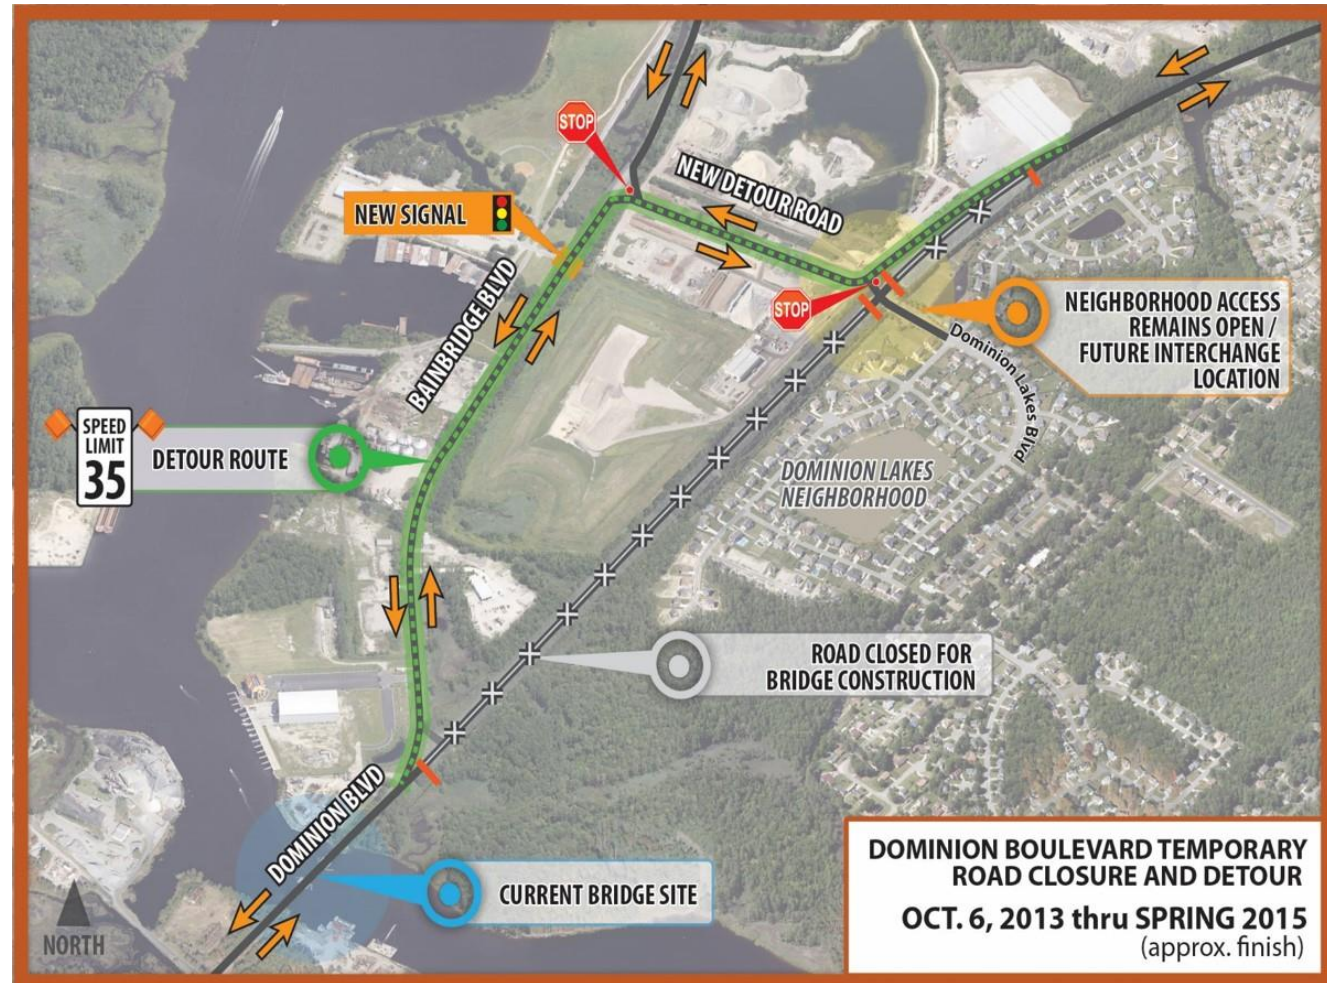 STOP
NEW DETOUR ROAD
NEW SIGNAL
BAINBRIDGE BLVD
STOP
NEIGHBORHOOD ACCESS
REMAINS OPEN /
FUTURE INTERCHANGE
LOCATION
Dominion Lakes Blvd
SPEED
LIMIT
35
DETOUR ROUTE
DOMINION LAKES
NEIGHBORHOOD
ROAD CLOSED FOR
BRIDGE CONSTRUCTION
DOMINION BLVD
CURRENT BRIDGE SITE
NORTH
DOMINION BOULEVARD TEMPORARY
ROAD CLOSURE AND DETOUR
OCT. 6, 2013 thru SPRING 2015
(approx. finish)